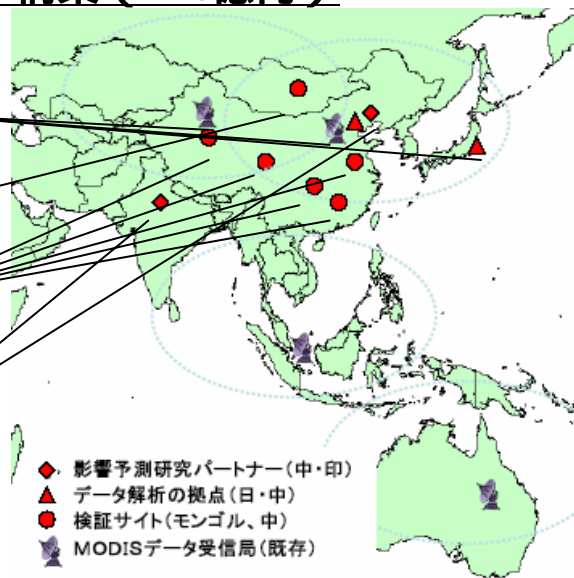 影響予測研究パートナー(中・印)
データ解析の拠点(日・中)
検証サイト(モンゴル、中)
MODISデータ受信局(既存)